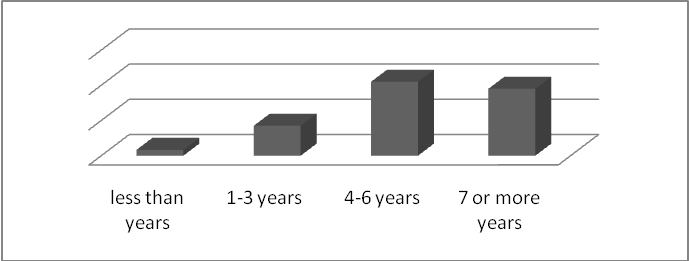 less than 1-3 years 4-6 years 7 or more
years years